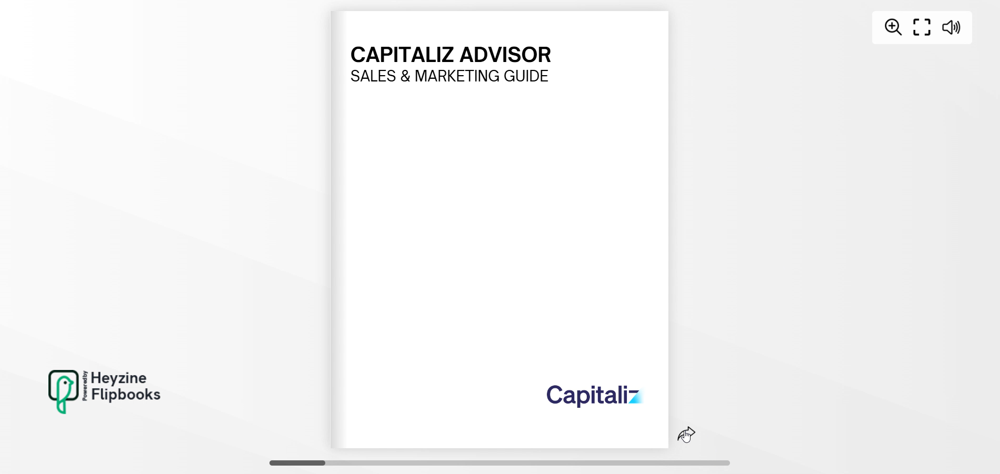 CAPITALIZ ADVISOR
SALES & MARKETING GUIDE
Powered by
Heyzine
Flipbooks
Capitaliz